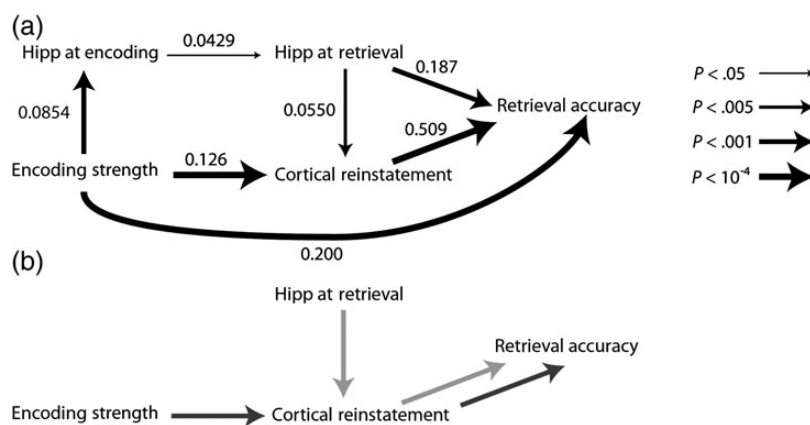 (a)
Hipp at encoding 0.0429 Hipp at retrieval
0.187
P < .05
0.0854
0.0550
Retrieval accuracy
P < .005
0.509
P < .001
Encoding strength 0.126 Cortical reinstatement
P < 10⁻⁴
0.200
(b)
Hipp at retrieval
Retrieval accuracy
Encoding strength Cortical reinstatement